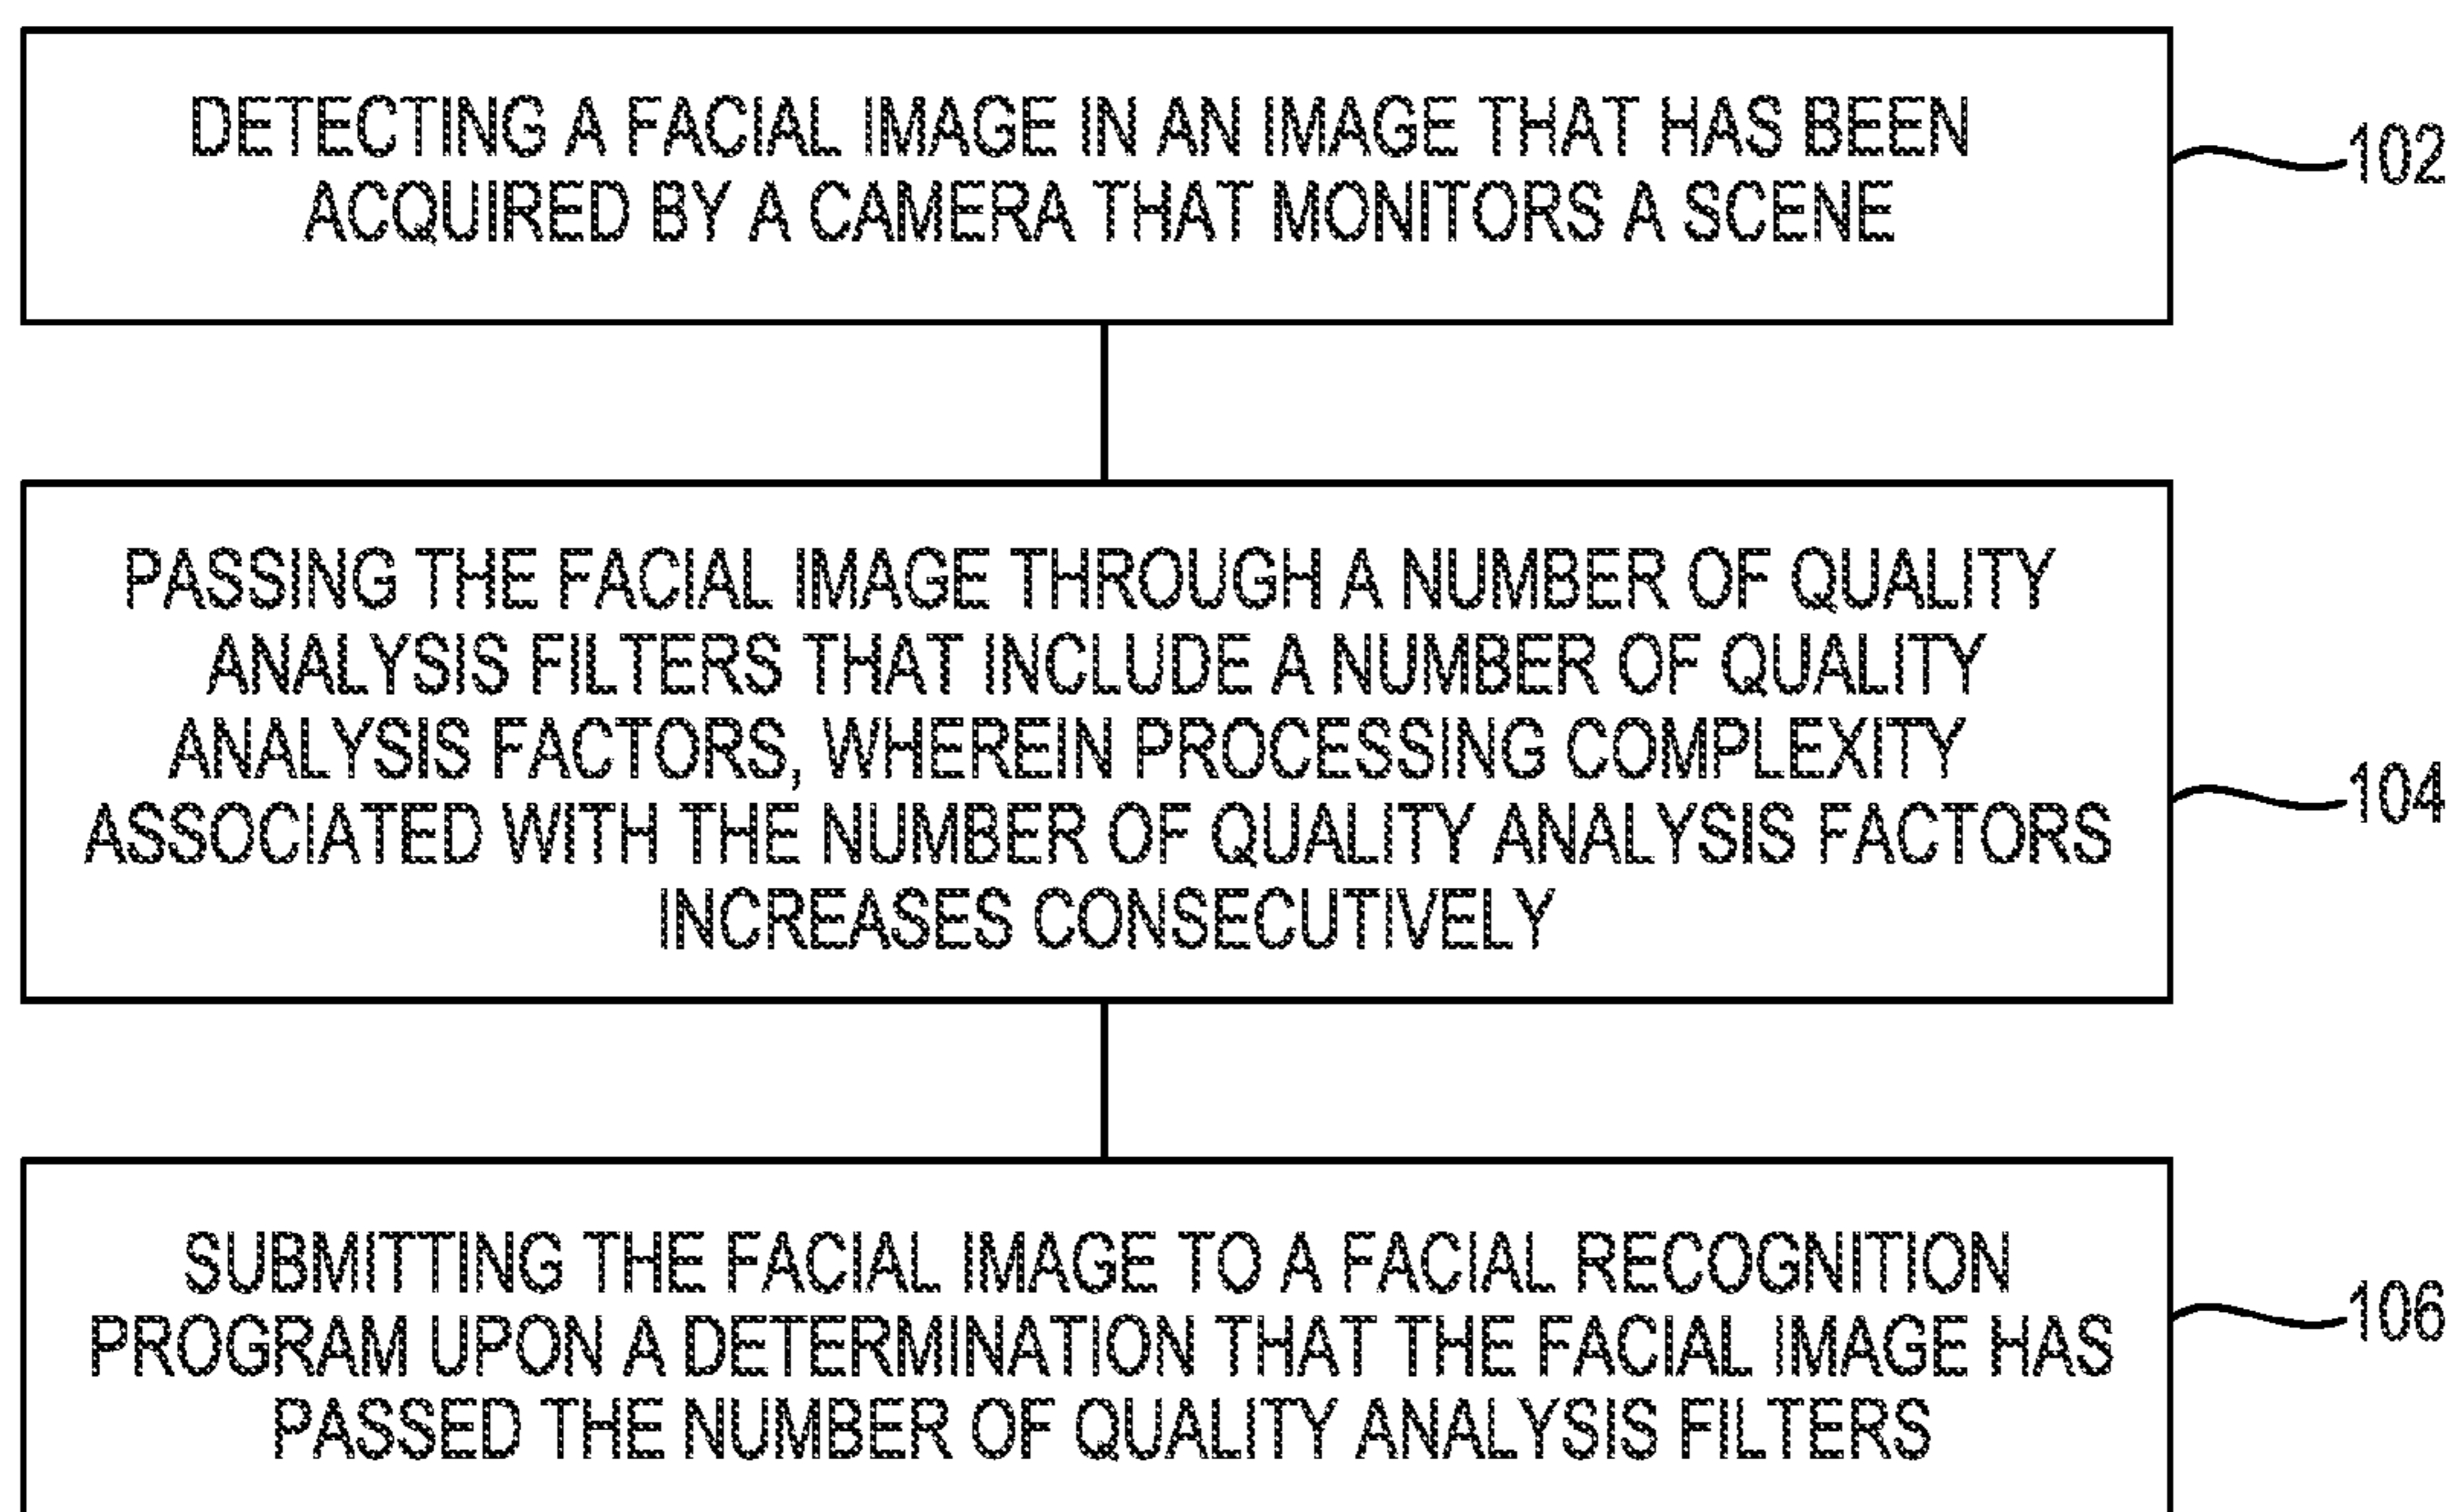 DETECTING A FACIAL IMAGE IN AN IMAGE THAT HAS BEEN
ACQUIRED BY A CAMERA THAT MONITORS A SCENE
102
PASSING THE FACIAL IMAGE THROUGH A NUMBER OF QUALITY
ANALYSIS FILTERS THAT INCLUDE A NUMBER OF QUALITY
ANALYSIS FACTORS, WHEREIN PROCESSING COMPLEXITY
ASSOCIATED WITH THE NUMBER OF QUALITY ANALYSIS FACTORS
INCREASES CONSECUTIVELY
104
SUBMITTING THE FACIAL IMAGE TO A FACIAL RECOGNITION
PROGRAM UPON A DETERMINATION THAT THE FACIAL IMAGE HAS
PASSED THE NUMBER OF QUALITY ANALYSIS FILTERS
106